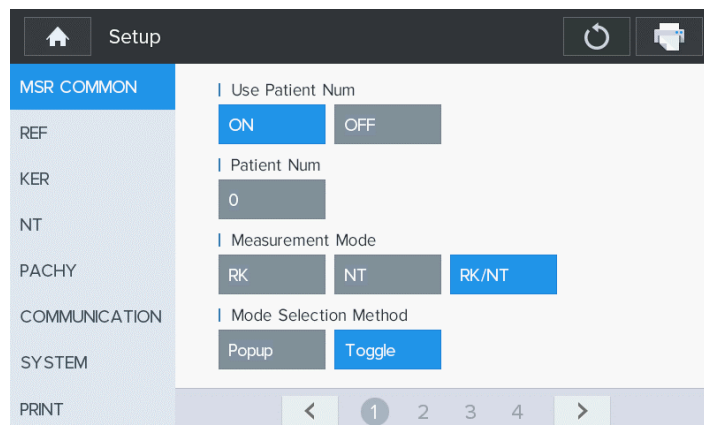 Setup
MSR COMMON
REF
KER
NT
PACHY
COMMUNICATION
SYSTEM
PRINT
Use Patient Num
ON OFF
Patient Num
0
Measurement Mode
RK NT RK/NT
Mode Selection Method
Popup Toggle
< 1 2 3 4 >